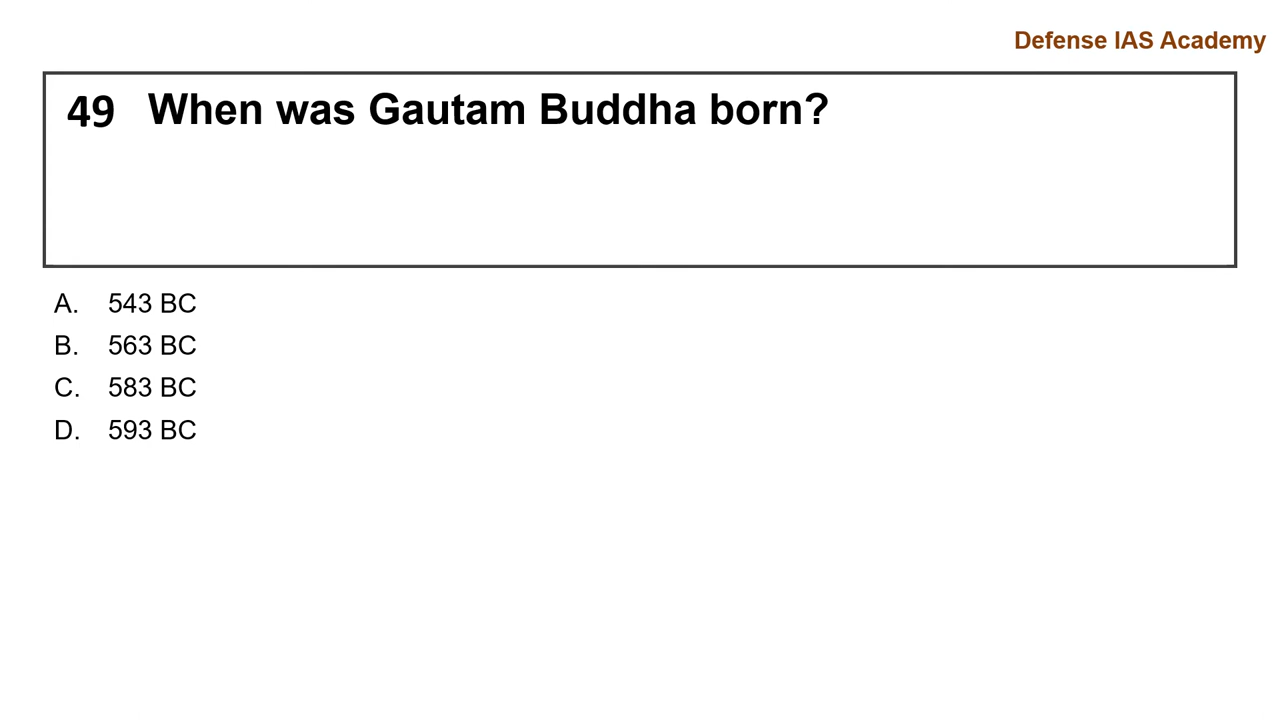 Defense IAS Academy
49 When was Gautam Buddha born?
A. 543 BC
B. 563 BC
C. 583 BC
D. 593 BC